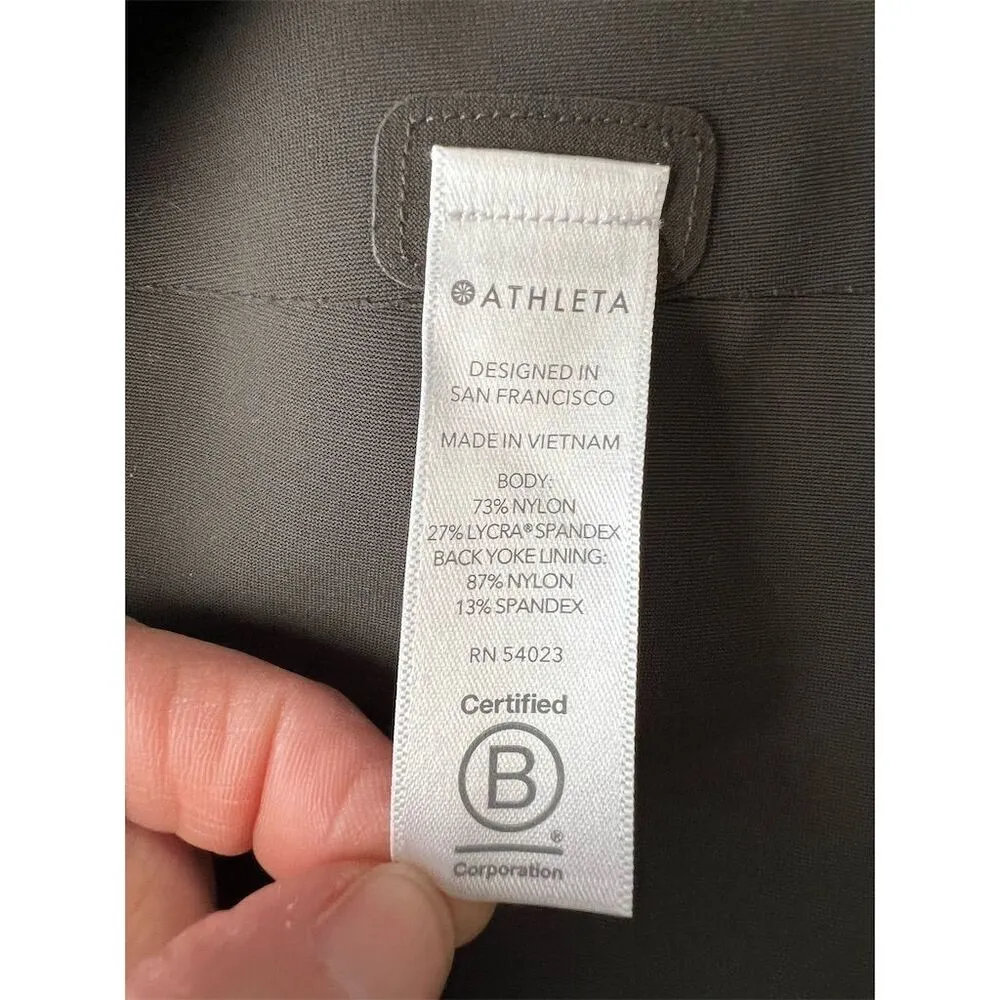 ATHLETA
DESIGNED IN
SAN FRANCISCO
MADE IN VIETNAM
BODY:
73% NYLON
27% LYCRA® SPANDEX
BACK YOKE LINING:
87% NYLON
13% SPANDEX
RN 54023
Certified
B®
Corporation